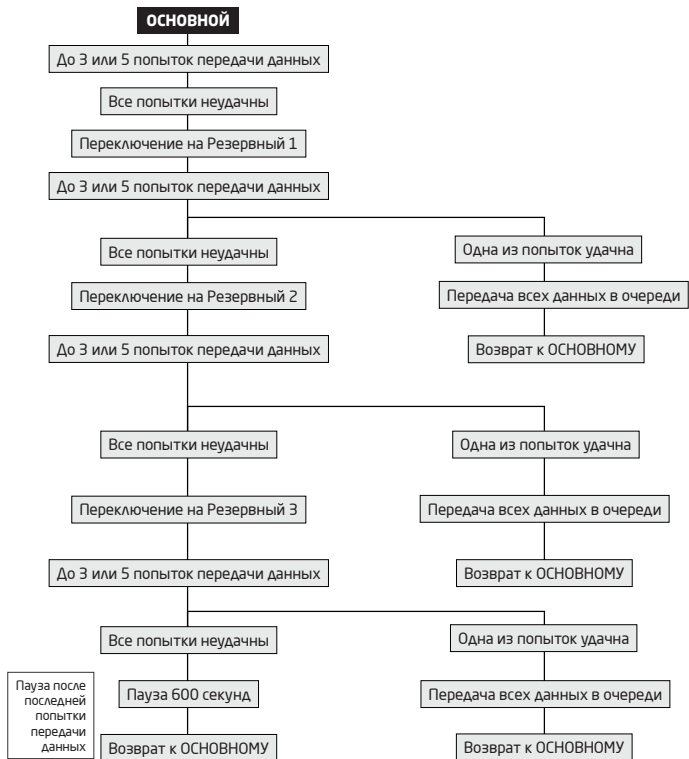 ОСНОВНОЙ
До 3 или 5 попыток передачи данных
Все попытки неудачны
Переключение на Резервный 1
До 3 или 5 попыток передачи данных
Все попытки неудачны
Одна из попыток удачна
Переключение на Резервный 2
Передача всех данных в очереди
До 3 или 5 попыток передачи данных
Возврат к ОСНОВНОМУ
Все попытки неудачны
Одна из попыток удачна
Переключение на Резервный 3
Передача всех данных в очереди
До 3 или 5 попыток передачи данных
Возврат к ОСНОВНОМУ
Все попытки неудачны
Одна из попыток удачна
Пауза после
последней
попытки
передачи
данных
Пауза 600 секунд
Передача всех данных в очереди
Возврат к ОСНОВНОМУ
Возврат к ОСНОВНОМУ